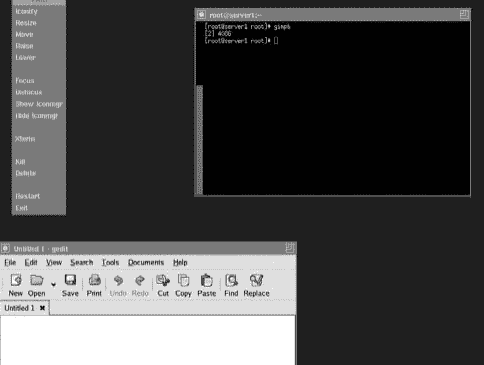 Iconify
Resize
Move
Raise
Lower
Focus
Unfocus
Show Iconmgr
Hide Iconmgr
Xterm
Kill
Delete
Restart
Exit
root@server1:~
[root@server1 root]# gimp&
[2] 4086
[root@server1 root]#
Untitled 1 - gedit
File Edit View Search Tools Documents Help
New Open Save Print Undo Redo Cut Copy Paste Find Replace
Untitled 1